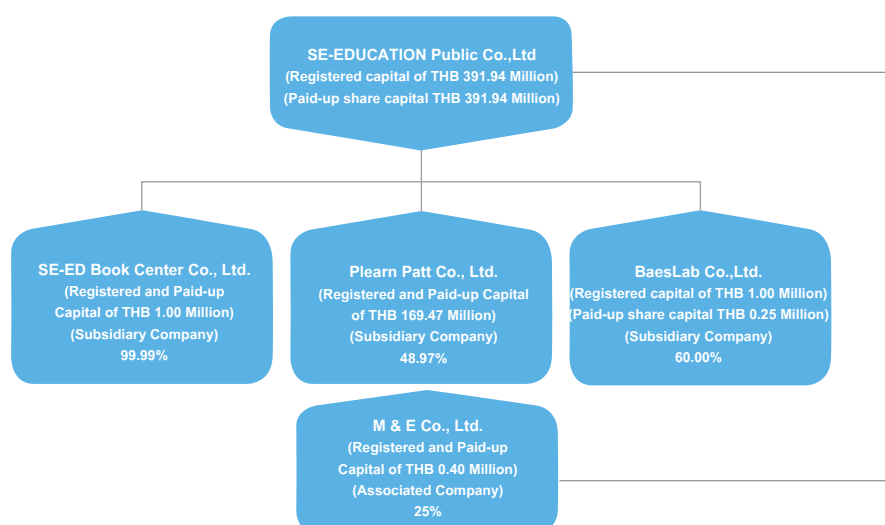 SE-EDUCATION Public Co.,Ltd
(Registered capital of THB 391.94 Million)
(Paid-up share capital THB 391.94 Million)
SE-ED Book Center Co., Ltd.
(Registered and Paid-up
Capital of THB 1.00 Million)
(Subsidiary Company)
99.99%
Plearn Patt Co., Ltd.
(Registered and Paid-up Capital
of THB 169.47 Million)
(Subsidiary Company)
48.97%
BaesLab Co.,Ltd.
(Registered capital of THB 1.00 Million)
(Paid-up share capital THB 0.25 Million)
(Subsidiary Company)
60.00%
M & E Co., Ltd.
(Registered and Paid-up
Capital of THB 0.40 Million)
(Associated Company)
25%